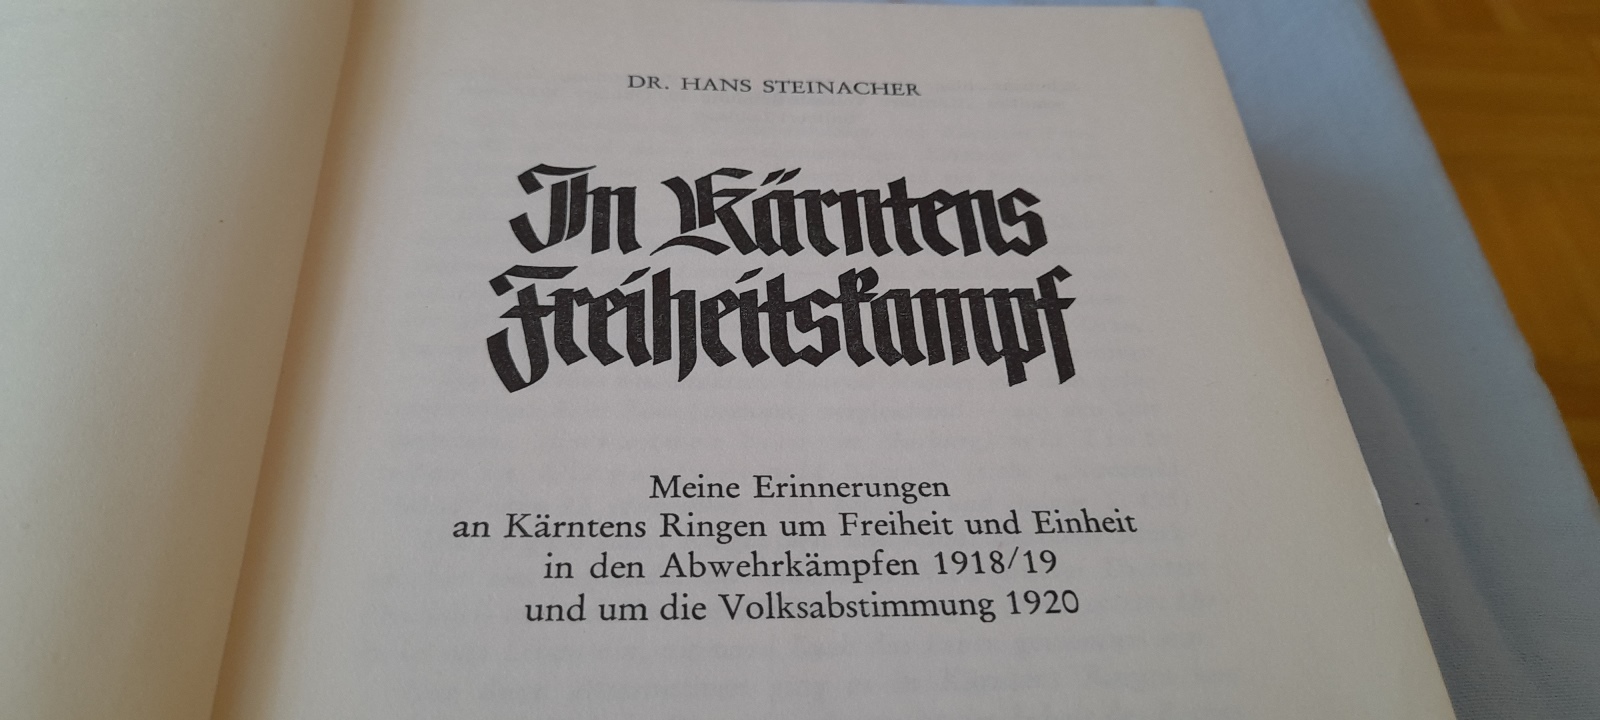 DR. HANS STEINACHER
In Kärntens
Freiheitskampf
Meine Erinnerungen
an Kärntens Ringen um Freiheit und Einheit
in den Abwehrkämpfen 1918/19
und um die Volksabstimmung 1920